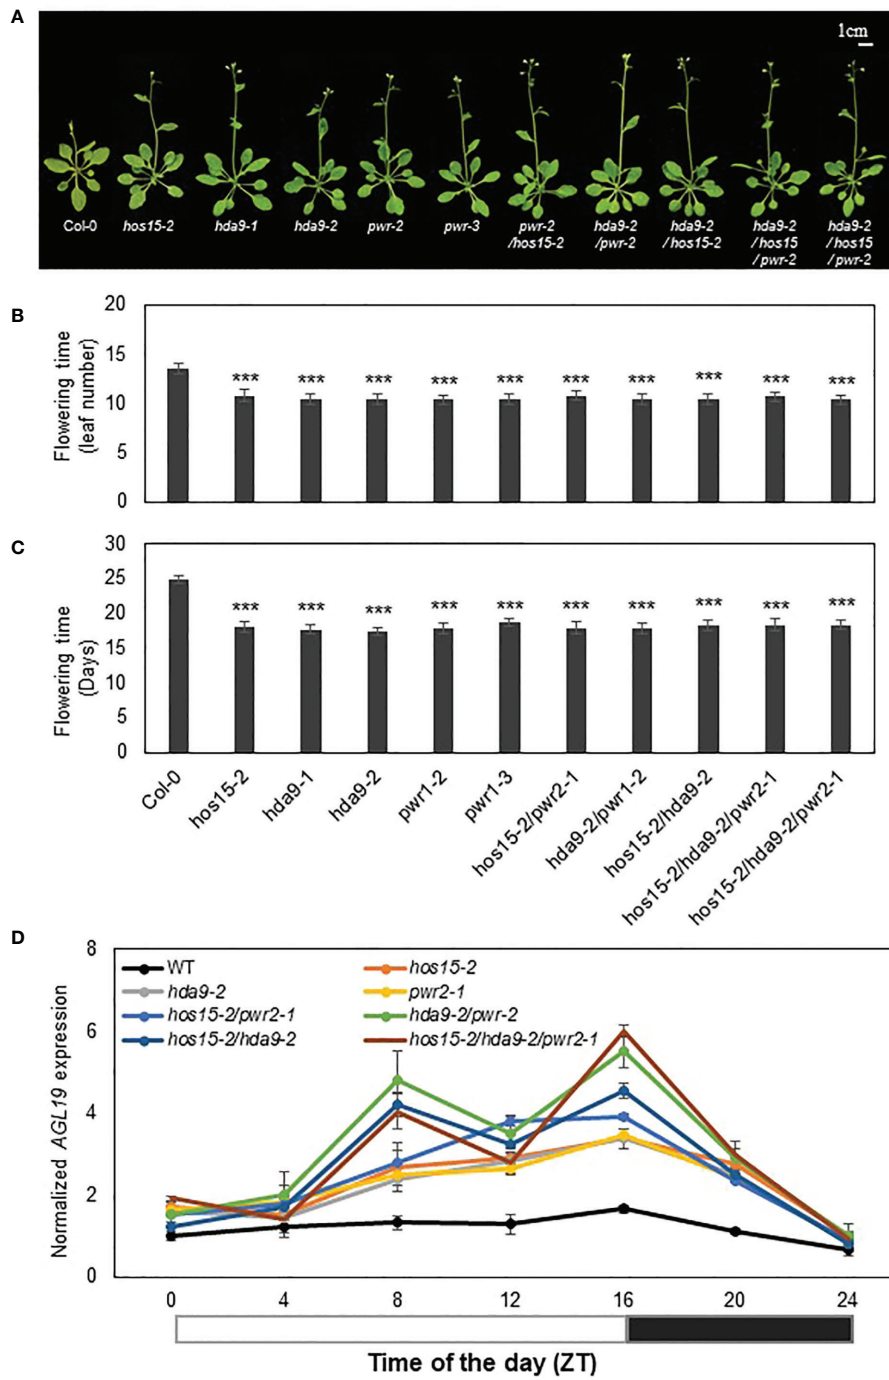 A
1cm
Col-0 hos15-2 hda9-1 hda9-2 pwr-2 pwr-3 pwr-2 hda9-2 hda9-2 hda9-2 hda9-2
/hos15-2 /pwr-2 /hos15-2 /hos15 /hos15
/pwr-2 /pwr-2
B
Flowering time
(leaf number)
20
15
10
5
0
*** *** *** *** *** *** *** *** *** ***
C
Flowering time
(Days)
30
25
20
15
10
5
0
*** *** *** *** *** *** *** *** *** ***
Col-0
hos15-2
hda9-1
hda9-2
pwr1-2
pwr1-3
hos15-2/pwr2-1
hda9-2/pwr1-2
hos15-2/hda9-2
hos15-2/hda9-2/pwr2-1
hos15-2/hda9-2/pwr2-1
D
Normalized AGL19 expression
8
6
4
2
0
WT hos15-2
hda9-2 pwr2-1
hos15-2/pwr2-1 hda9-2/pwr-2
hos15-2/hda9-2 hos15-2/hda9-2/pwr2-1
0 4 8 12 16 20 24
Time of the day (ZT)